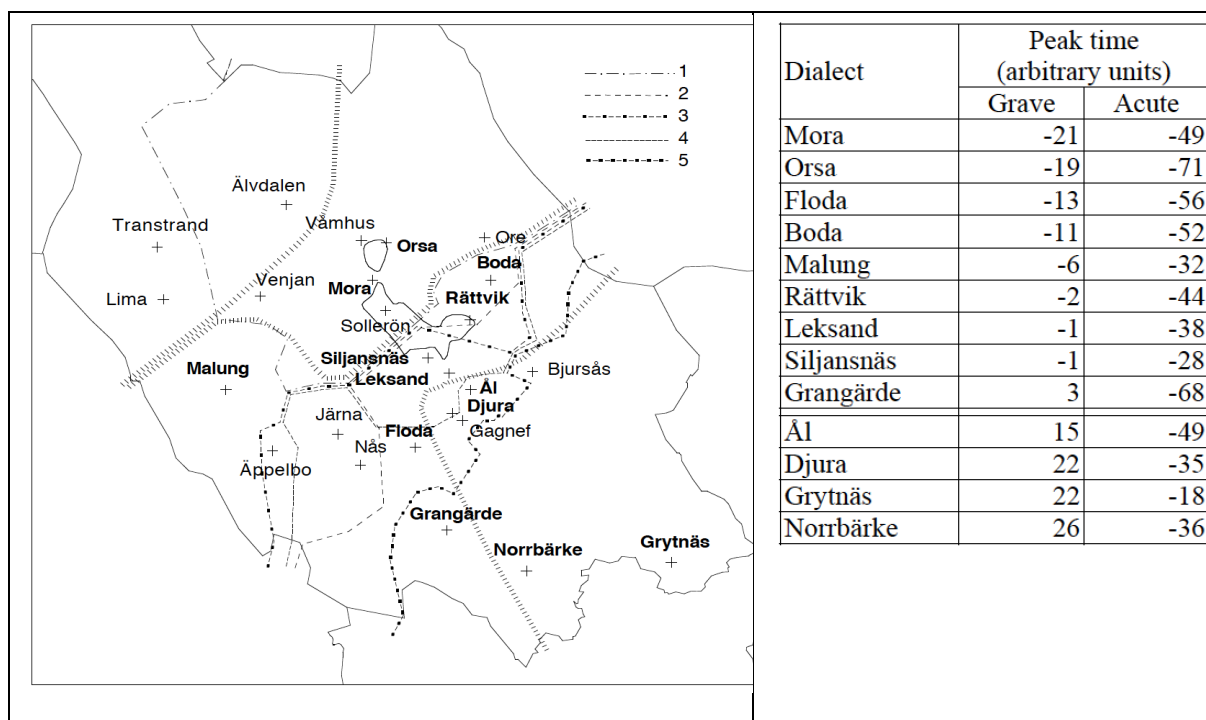 1
2
3
4
5
Älvdalen
Transtrand
Vamhus
Orsa
Ore
Boda
Venjan
Lima
Mora
Rättvik
Sollerön
Siljansnäs
Malung
Leksand
Bjursås
Ål
Djura
Järna
Gagnef
Floda
Nås
Äppelbo
Grangärde
Norrbärke
Grytnäs
Dialect Peak time
(arbitrary units)
Grave Acute
Mora -21 -49
Orsa -19 -71
Floda -13 -56
Boda -11 -52
Malung -6 -32
Rättvik -2 -44
Leksand -1 -38
Siljansnäs -1 -28
Grangärde 3 -68
Ål 15 -49
Djura 22 -35
Grytnäs 22 -18
Norrbärke 26 -36